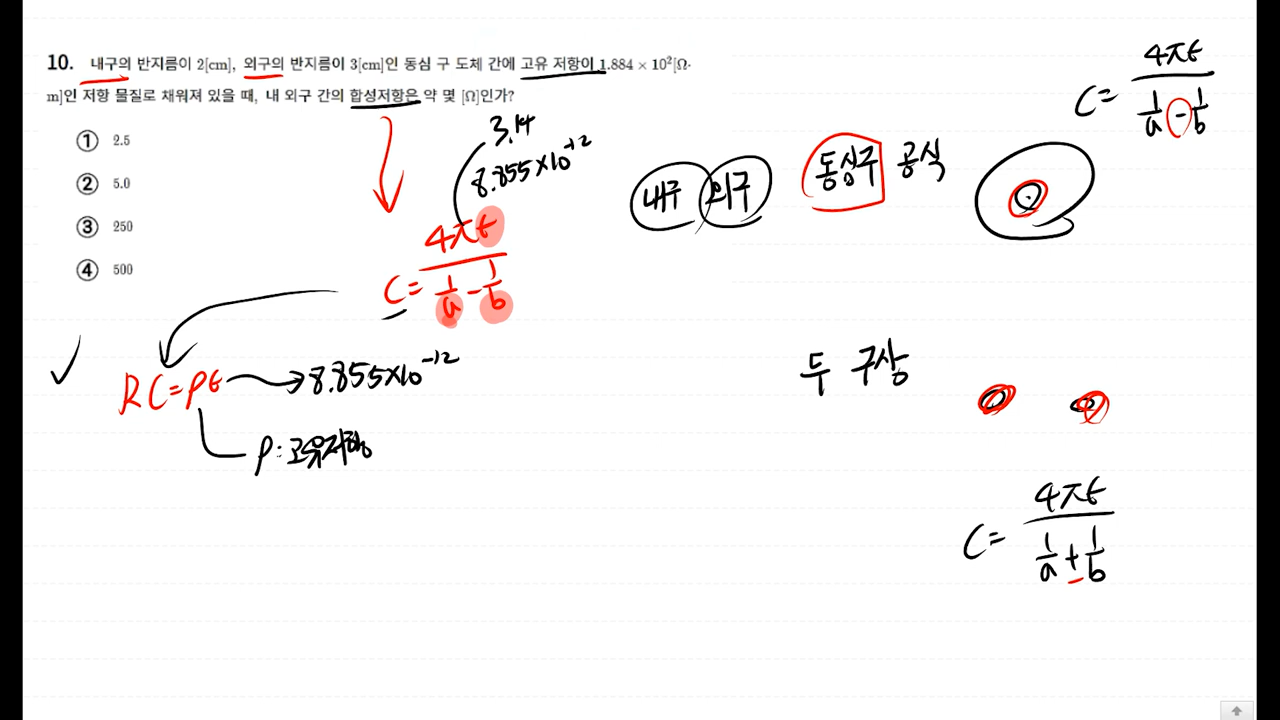 10. 내구의 반지름이 2[cm], 외구의 반지름이 3[cm]인 동심 구 도체 간에 고유 저항이 1.884 × 10²[Ω·
m]인 저항 물질로 채워져 있을 때, 내 외구 간의 합성저항은 약 몇 [Ω]인가?
① 2.5
② 5.0
③ 250
④ 500
3.14
8.855×10⁻¹²
C = 4πε / (1/a - 1/b)
RC=ρε → 8.855×10⁻¹²
ρ: 고유저항
내구 외구 동심구 공식
C = 4πε / (1/a - 1/b)
두 구상
C = 4πε / (1/a + 1/b)